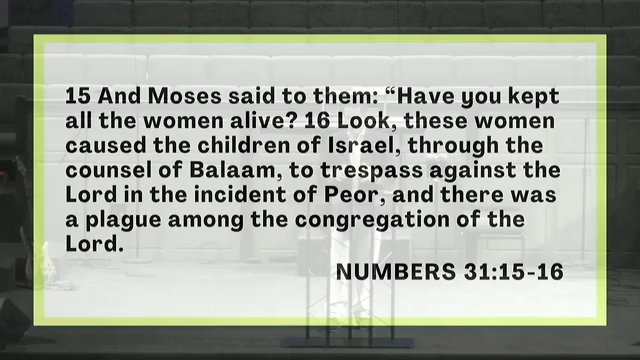 15 And Moses said to them: “Have you kept
all the women alive? 16 Look, these women
caused the children of Israel, through the
counsel of Balaam, to trespass against the
Lord in the incident of Peor, and there was
a plague among the congregation of the
Lord.
NUMBERS 31:15-16